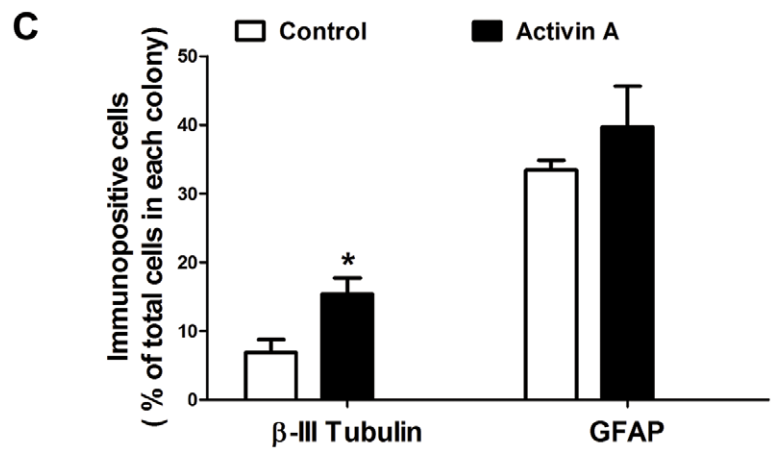 C
Control
Activin A
Immunopositive cells
( % of total cells in each colony)
50
40
30
20
10
0
*
β-III Tubulin
GFAP